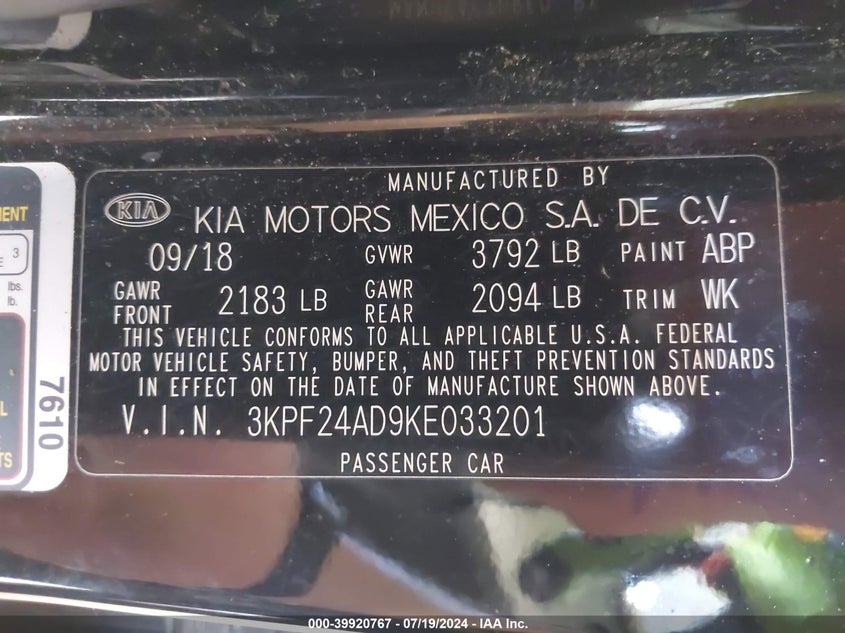 MANUFACTURED BY
KIA KIA MOTORS MEXICO S.A. DE C.V.
09/18 GVWR 3792 LB PAINT ABP
GAWR FRONT 2183 LB GAWR REAR 2094 LB TRIM WK
THIS VEHICLE CONFORMS TO ALL APPLICABLE U.S.A. FEDERAL
MOTOR VEHICLE SAFETY, BUMPER, AND THEFT PREVENTION STANDARDS
IN EFFECT ON THE DATE OF MANUFACTURE SHOWN ABOVE.
V.I.N. 3KPF24AD9KE033201
PASSENGER CAR
3
lbs.
lb.
7610
000-39920767 - 07/19/2024 - IAA Inc.